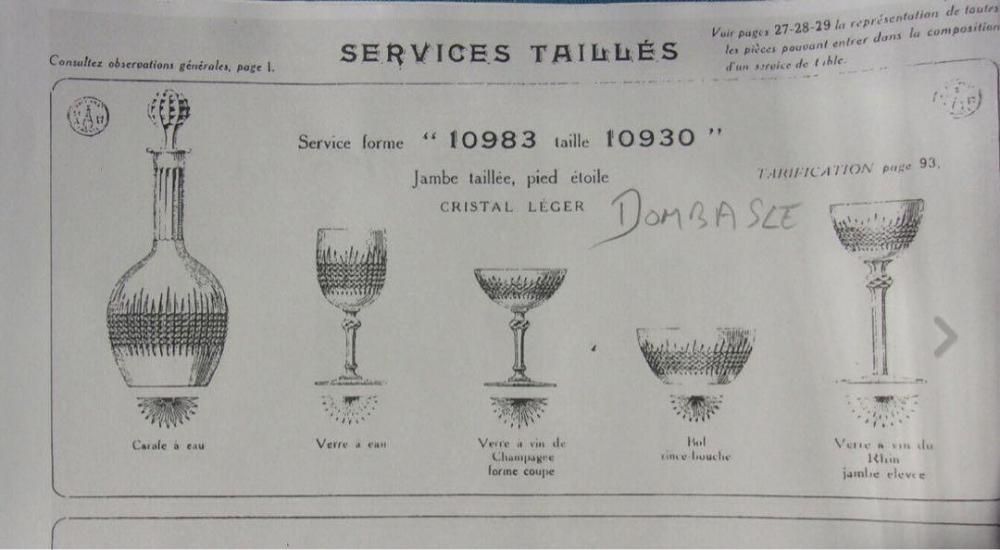 Consultez observations générales, page 1.
SERVICES TAILLÉS
Voir pages 27-28-29 la représentation de toutes
les pièces pouvant entrer dans la composition
d'un service de table.
Service forme “ 10983 taille 10930 ”
Jambe taillée, pied étoile
CRISTAL LÉGER
TARIFICATION page 93.
DOMBASLE
Carafe à eau
Verre à eau
Verre à vin de
Champagne
forme coupe
Bol
rince-bouche
Verre à vin du
Rhin
jambe élevée